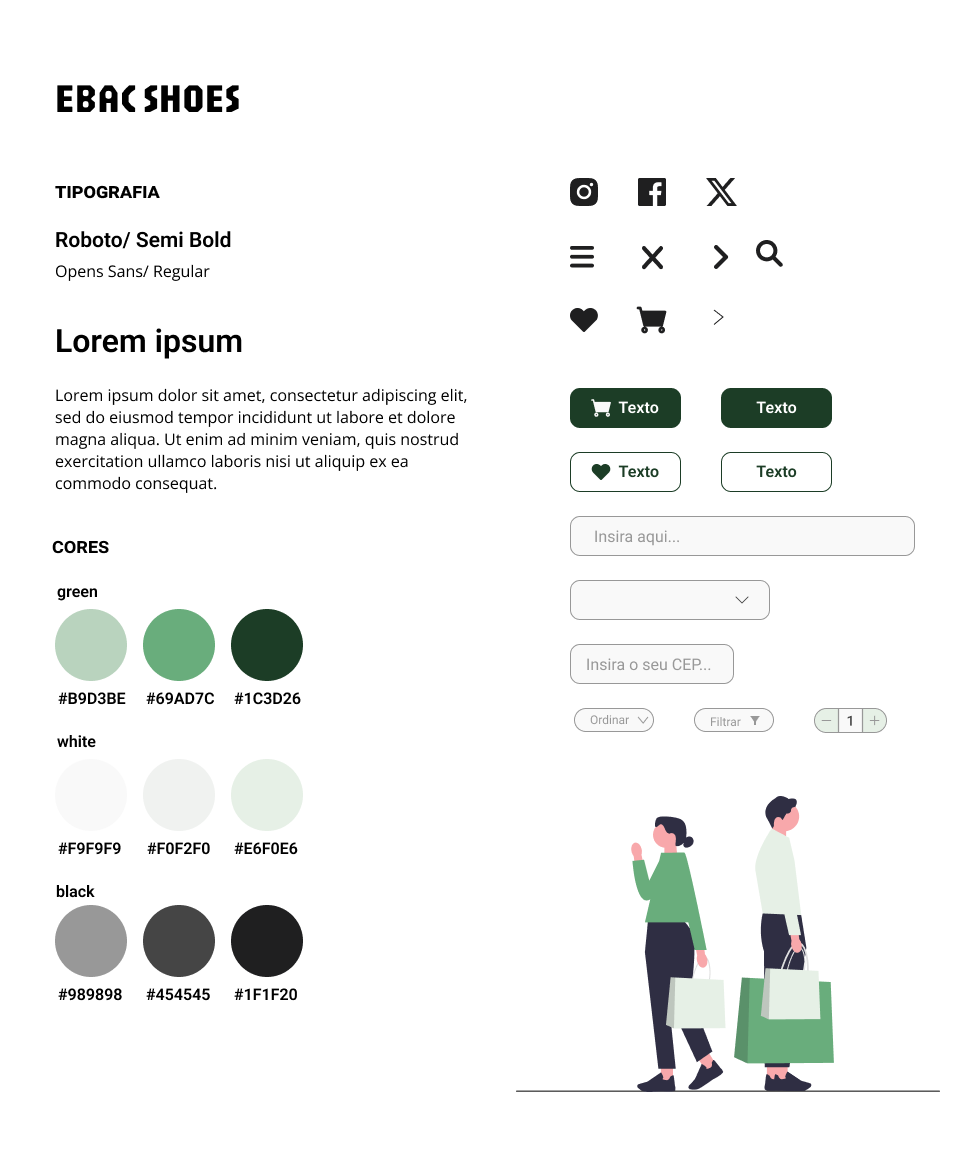 EBAC SHOES
TIPOGRAFIA
Roboto/ Semi Bold
Opens Sans/ Regular
Lorem ipsum
Lorem ipsum dolor sit amet, consectetur adipiscing elit,
sed do eiusmod tempor incididunt ut labore et dolore
magna aliqua. Ut enim ad minim veniam, quis nostrud
exercitation ullamco laboris nisi ut aliquip ex ea
commodo consequat.
CORES
green
#B9D3BE #69AD7C #1C3D26
white
#F9F9F9 #F0F2F0 #E6F0E6
black
#989898 #454545 #1F1F20
Texto Texto
Texto Texto
Insira aqui...
Insira o seu CEP...
Ordinar Filtrar 1